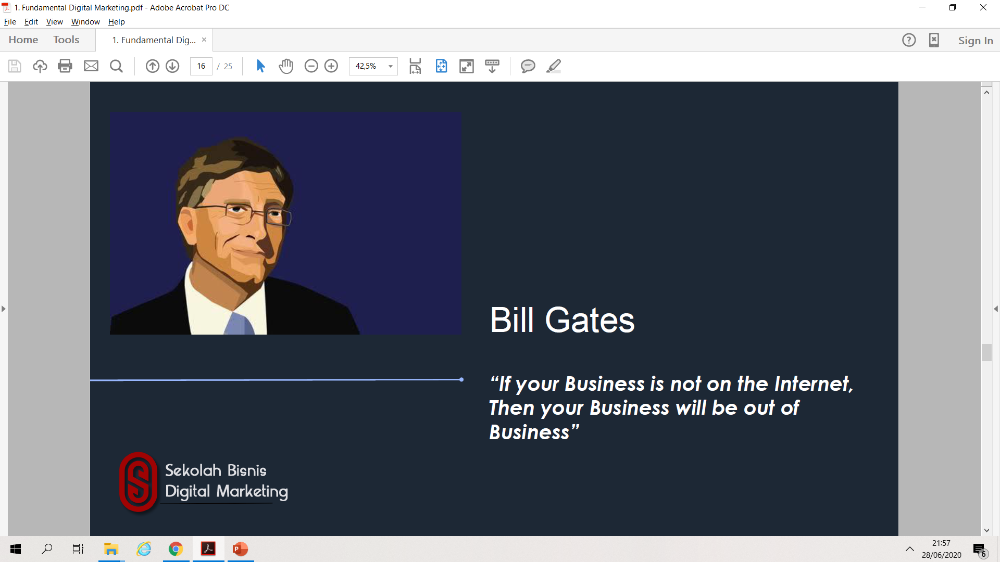 1. Fundamental Digital Marketing.pdf - Adobe Acrobat Pro DC
File Edit View Window Help
Home Tools 1. Fundamental Dig... × Sign In
16 / 25 42,5%
Bill Gates
“If your Business is not on the Internet,
Then your Business will be out of
Business”
Sekolah Bisnis
Digital Marketing
21:57
28/06/2020
6